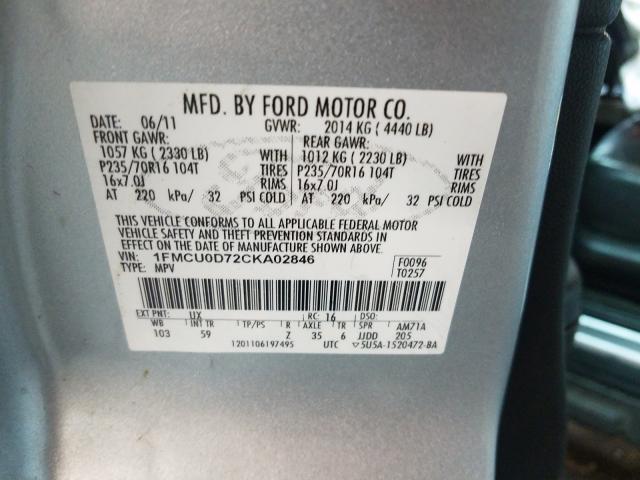 MFD. BY FORD MOTOR CO.
DATE: 06/11 GVWR: 2014 KG ( 4440 LB)
FRONT GAWR: REAR GAWR:
1057 KG ( 2330 LB) WITH 1012 KG ( 2230 LB) WITH
P235/70R16 104T TIRES P235/70R16 104T TIRES
16x7.0J RIMS 16x7.0J RIMS
AT 220 kPa/ 32 PSI COLD AT 220 kPa/ 32 PSI COLD
THIS VEHICLE CONFORMS TO ALL APPLICABLE FEDERAL MOTOR
VEHICLE SAFETY AND THEFT PREVENTION STANDARDS IN
EFFECT ON THE DATE OF MANUFACTURE SHOWN ABOVE.
VIN: 1FMCU0D72CKA02846 F0096
TYPE: MPV T0257
EXT PNT: UX RC: 16 DSO:
WB INT TR TP/PS R AXLE TR SPR AM71A
103 59 Z 35 6 JJDD 205
1201106197495 UTC ▽5U5A-1520472-BA